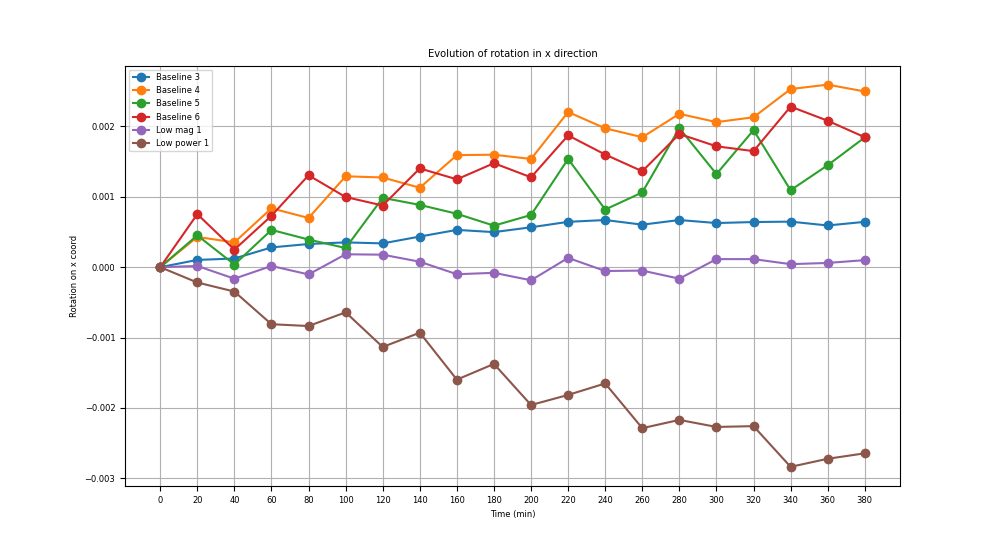 Evolution of rotation in x direction
Baseline 3
Baseline 4
Baseline 5
Baseline 6
Low mag 1
Low power 1
0.002
0.001
0.000
−0.001
−0.002
−0.003
Rotation x coord
0 20 40 60 80 100 120 140 160 180 200 220 240 260 280 300 320 340 360 380
Time (min)